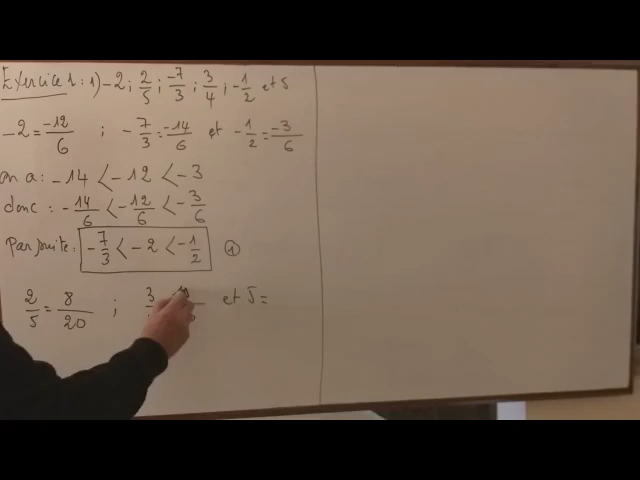 Exercice 1 : 1) -2 ; 2/5 ; -7/3 ; 3/4 ; -1/2 et 5
-2 = -12/6 ; -7/3 = -14/6 et -1/2 = -3/6
on a : -14 < -12 < -3
donc : -14/6 < -12/6 < -3/6
Par suite : -7/3 < -2 < -1/2 ①
2/5 = 8/20 ; 3 et 5 =